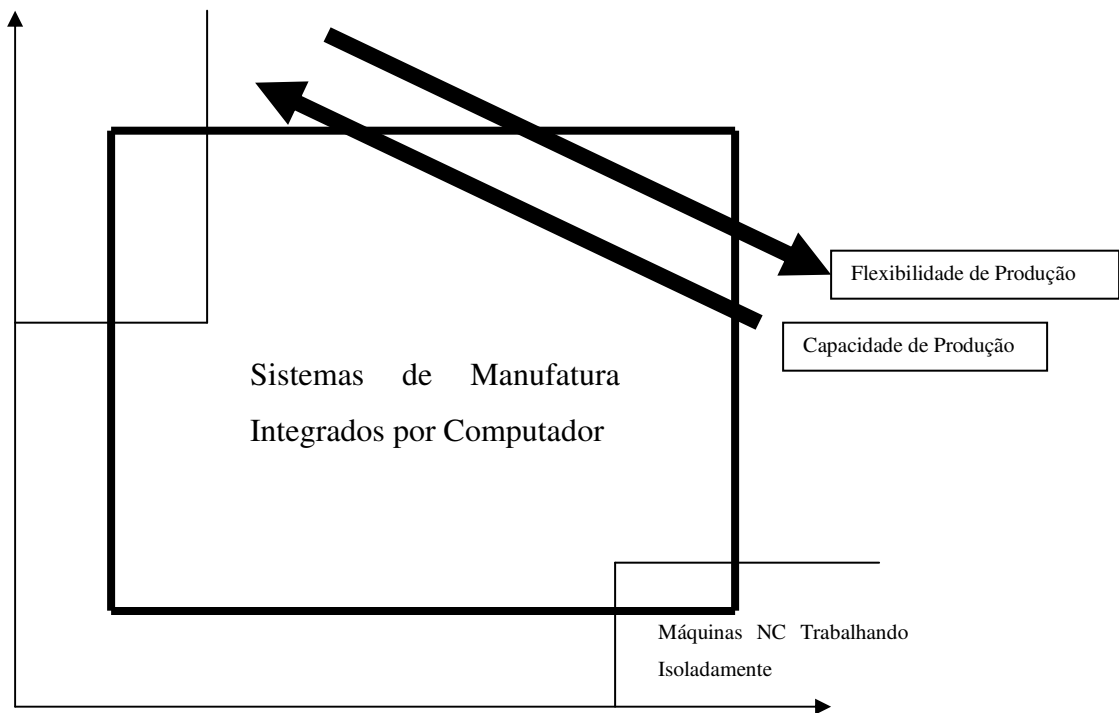 Flexibilidade de Produção
Capacidade de Produção
Sistemas de Manufatura
Integrados por Computador
Máquinas NC Trabalhando
Isoladamente